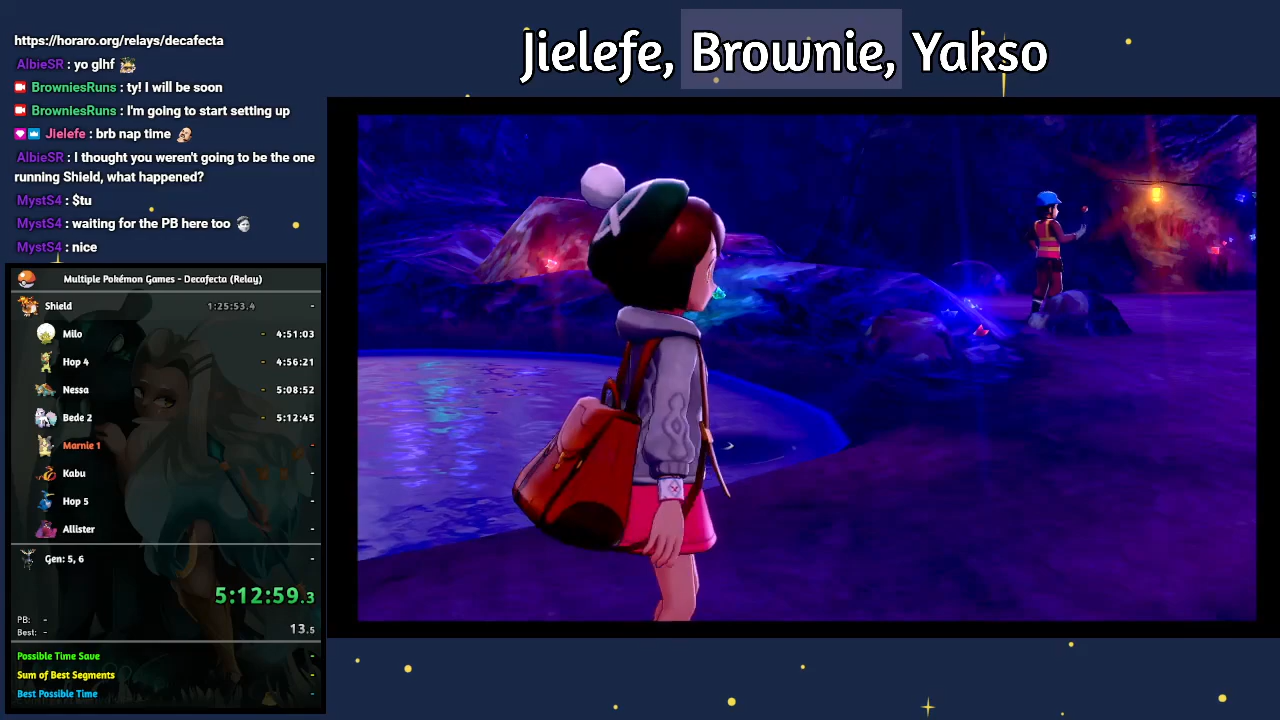 https://horaro.org/relays/decafecta
AlbieSR : yo glhf
BrowniesRuns : ty! I will be soon
BrowniesRuns : I'm going to start setting up
Jielefe : brb nap time
AlbieSR : I thought you weren't going to be the one
running Shield, what happened?
MystS4 : $tu
MystS4 : waiting for the PB here too
MystS4 : nice
Jielefe, Brownie, Yakso
Multiple Pokémon Games - Decafecta (Relay)
Shield 1:25:53.4 -
Milo - 4:51:03
Hop 4 - 4:56:21
Nessa - 5:08:52
Bede 2 - 5:12:45
Marnie 1 -
Kabu -
Hop 5 -
Allister -
Gen: 5, 6 -
5:12:59.3
PB: -
Best: - 13.5
Possible Time Save -
Sum of Best Segments -
Best Possible Time -